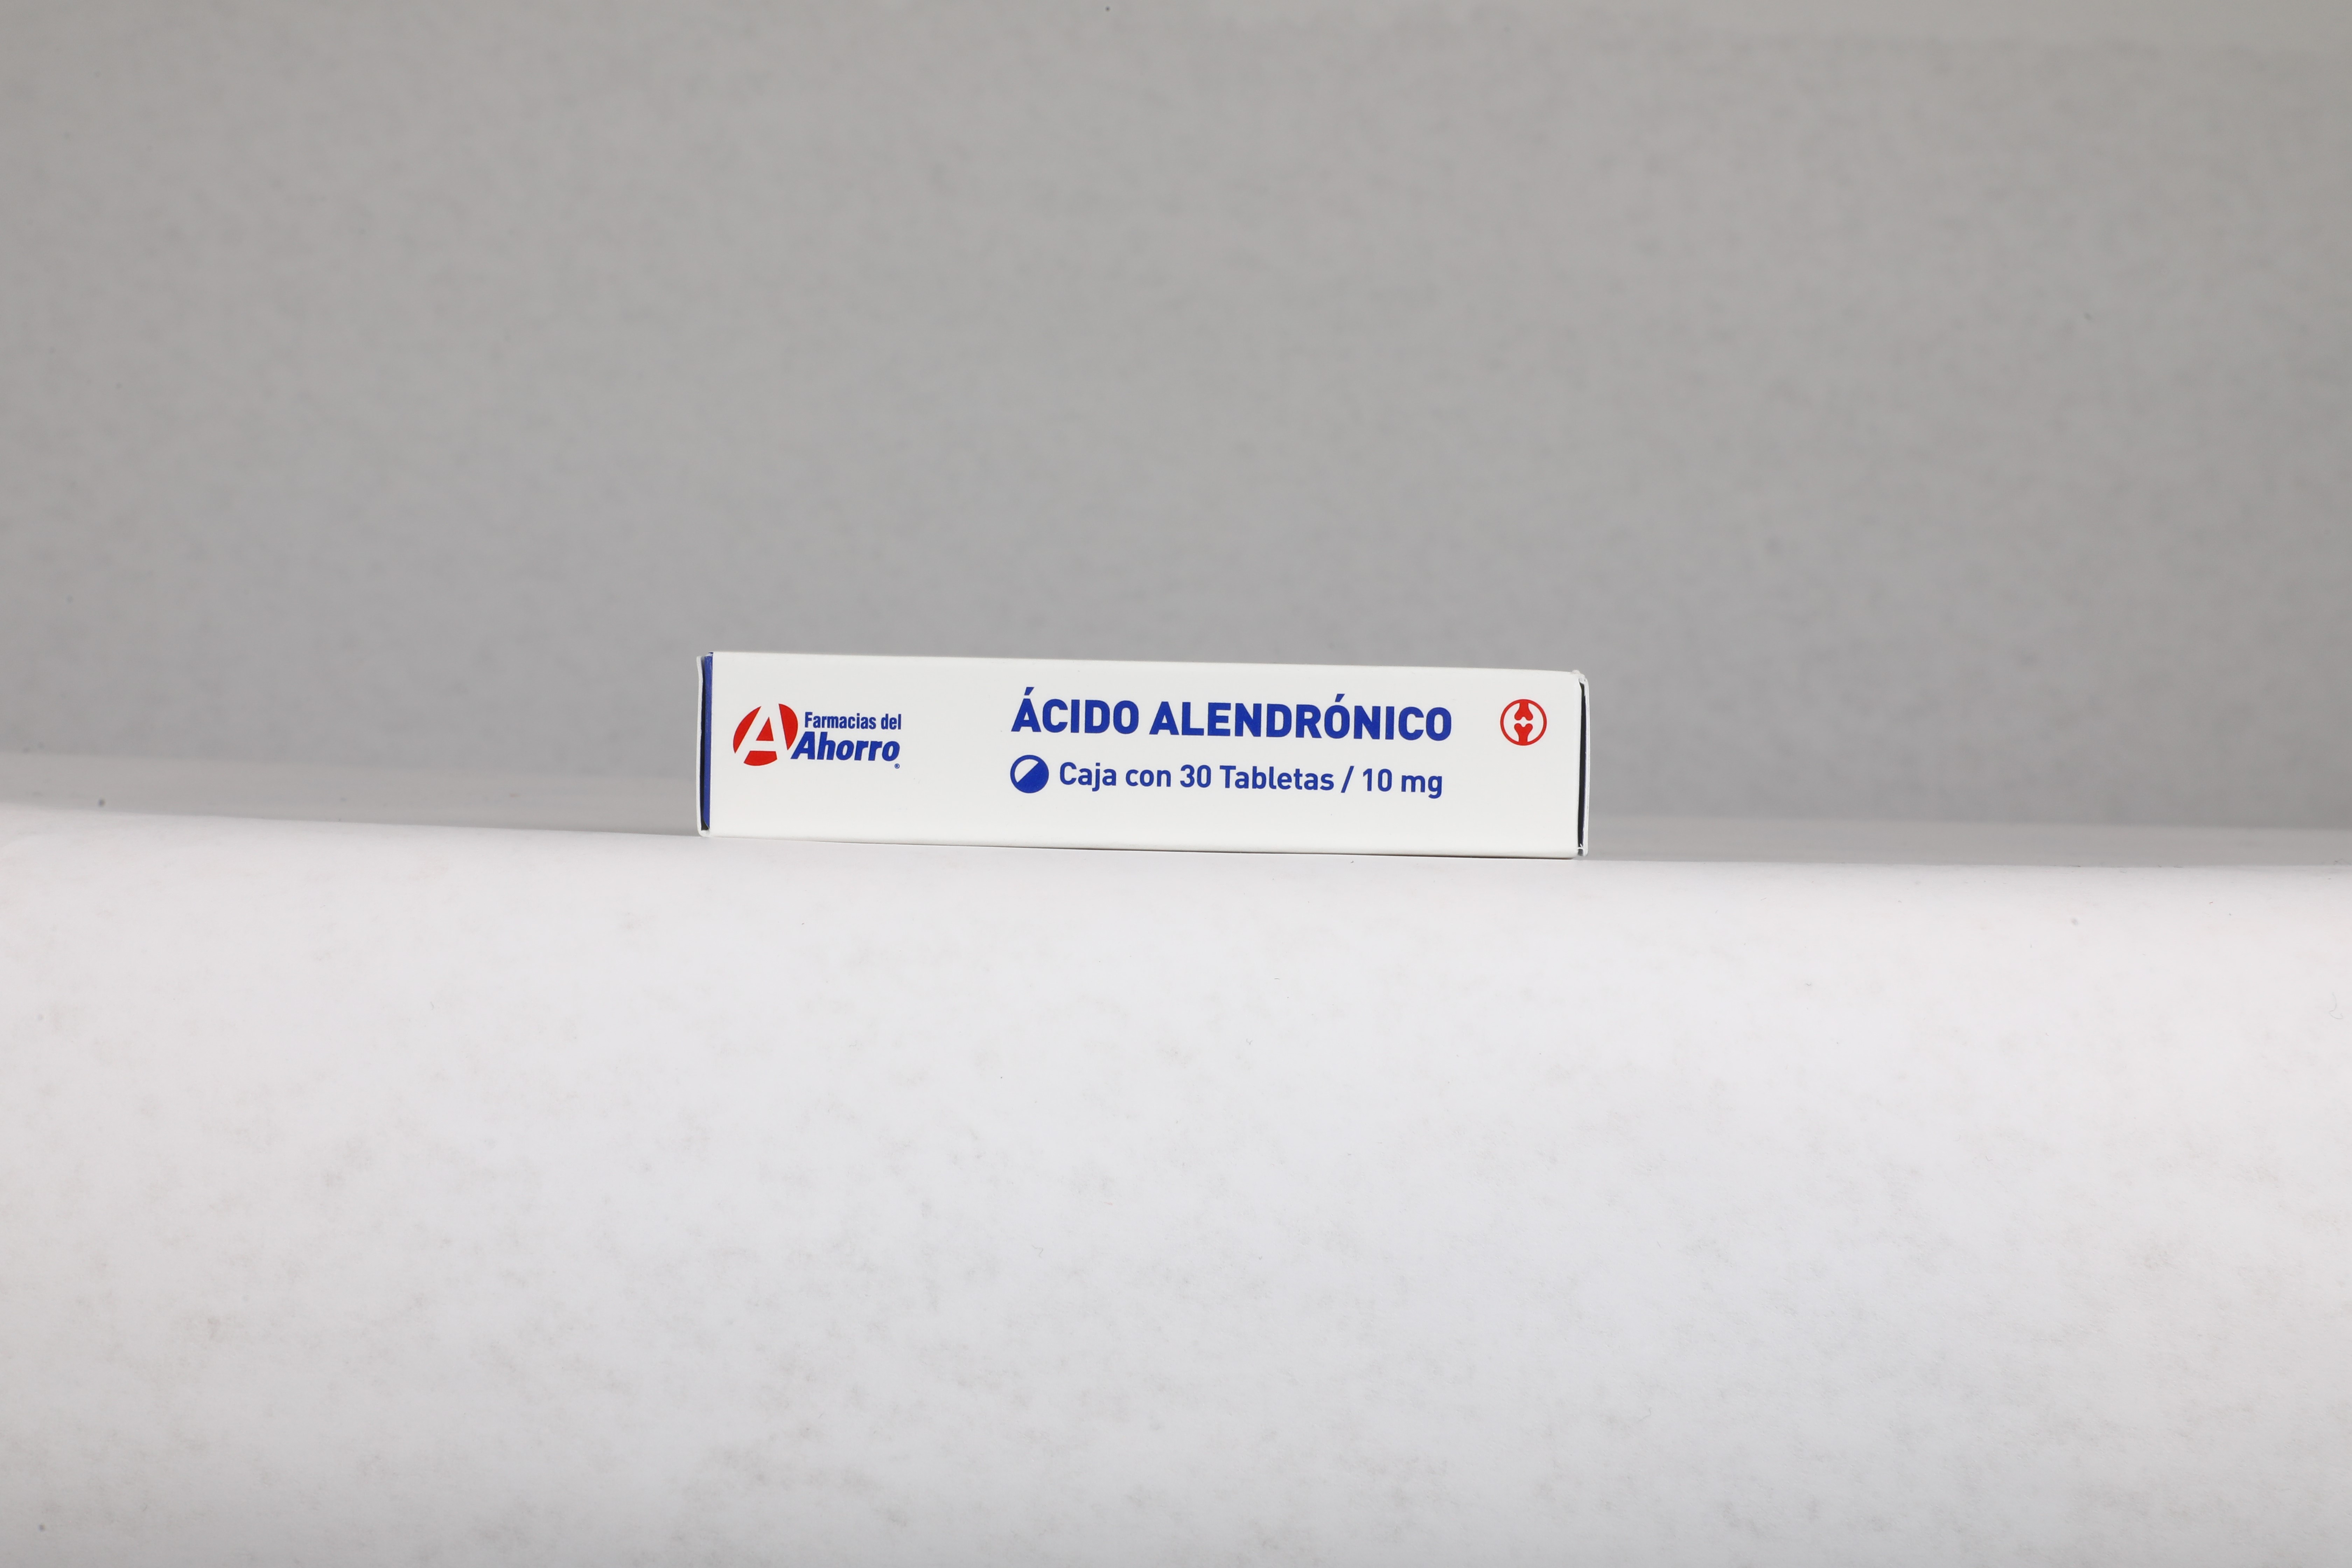 Farmacias del
Ahorro®
ÁCIDO ALENDRÓNICO
Caja con 30 Tabletas / 10 mg